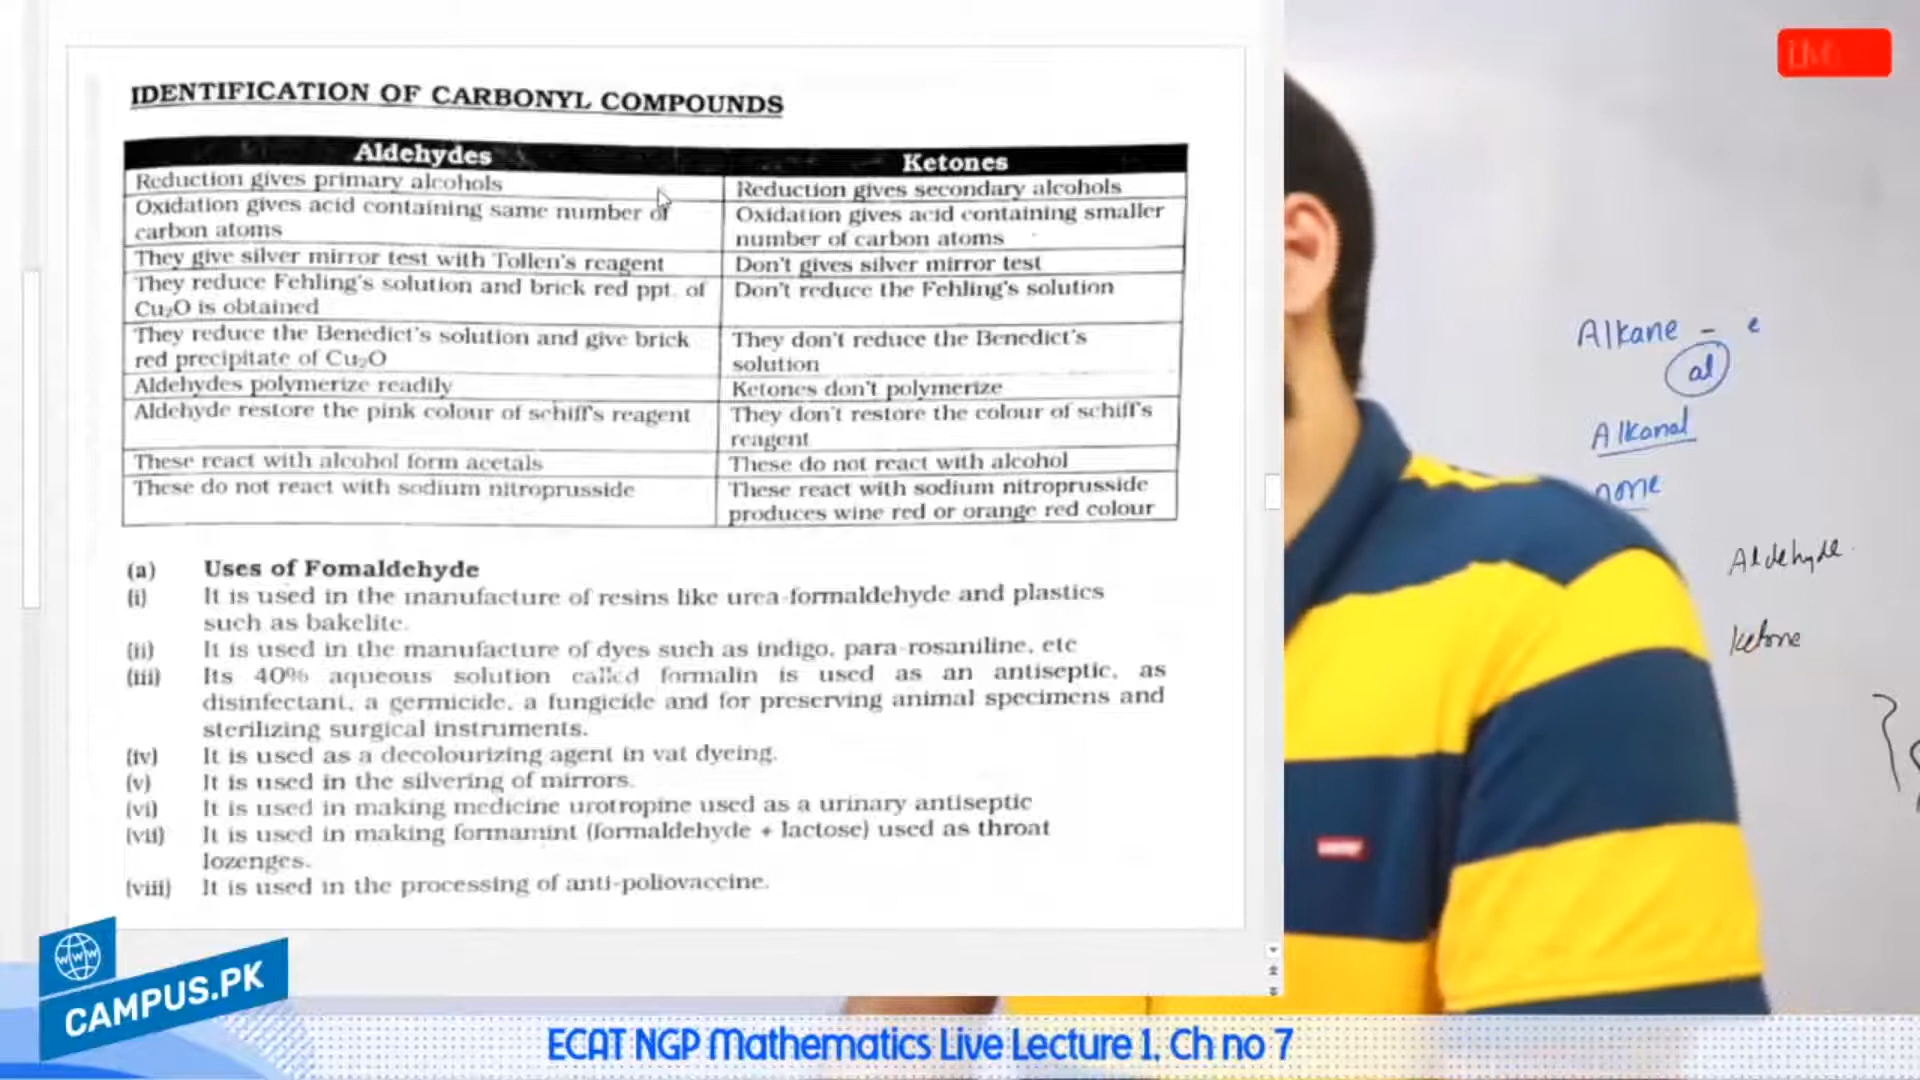 IDENTIFICATION OF CARBONYL COMPOUNDS
Aldehydes
Ketones
Reduction gives primary alcohols
Reduction gives secondary alcohols
Oxidation gives acid containing same number of
carbon atoms
Oxidation gives acid containing smaller
number of carbon atoms
They give silver mirror test with Tollen's reagent
Don't gives silver mirror test
They reduce Fehling's solution and brick red ppt. of
Cu₂O is obtained
Don't reduce the Fehling's solution
They reduce the Benedict's solution and give brick
red precipitate of Cu₂O
They don't reduce the Benedict's
solution
Aldehydes polymerize readily
Ketones don't polymerize
Aldehyde restore the pink colour of schiff's reagent
They don't restore the colour of schiff's
reagent
These react with alcohol form acetals
These do not react with alcohol
These do not react with sodium nitroprusside
These react with sodium nitroprusside
produces wine red or orange red colour
(a) Uses of Fomaldehyde
(i) It is used in the manufacture of resins like urea-formaldehyde and plastics
such as bakelite.
(ii) It is used in the manufacture of dyes such as indigo, para-rosaniline, etc
(iii) Its 40% aqueous solution called formalin is used as an antiseptic, as
disinfectant, a germicide, a fungicide and for preserving animal specimens and
sterilizing surgical instruments.
(iv) It is used as a decolourizing agent in vat dyeing.
(v) It is used in the silvering of mirrors.
(vi) It is used in making medicine urotropine used as a urinary antiseptic
(vii) It is used in making formamint (formaldehyde + lactose) used as throat
lozenges.
(viii) It is used in the processing of anti-poliovaccine.
LIVE
Alkane - e
al
Alkanal
none
Aldehyde.
Ketone
WWW
CAMPUS.PK
ECAT NGP Mathematics Live Lecture 1, Ch no 7